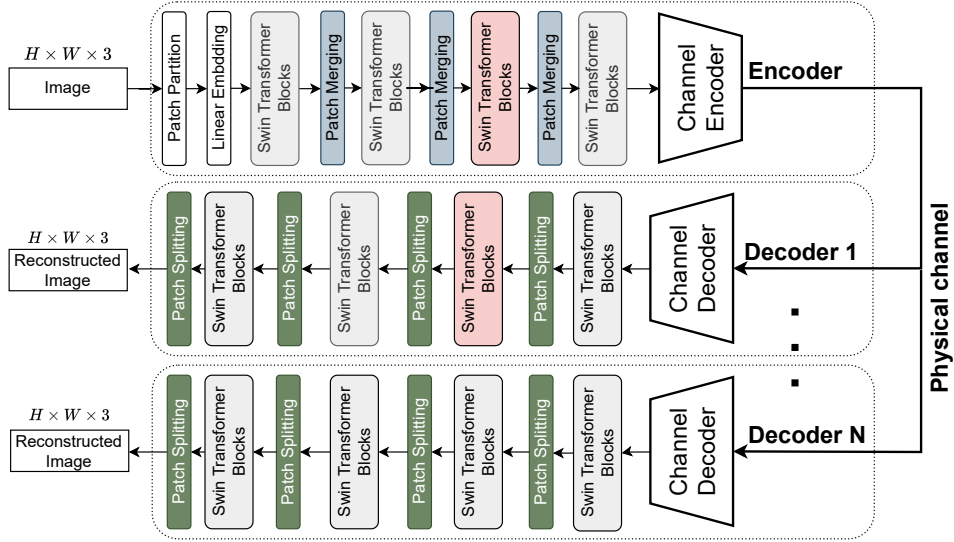 H × W × 3
Image
Patch Partition
Linear Embdding
Swin Transformer
Blocks
Patch Merging
Swin Transformer
Blocks
Patch Merging
Swin Transformer
Blocks
Patch Merging
Swin Transformer
Blocks
Channel
Encoder
Encoder
H × W × 3
Reconstructed
Image
Patch Splitting
Swin Transformer
Blocks
Patch Splitting
Swin Transformer
Blocks
Patch Splitting
Swin Transformer
Blocks
Patch Splitting
Swin Transformer
Blocks
Channel
Decoder
Decoder 1
Physical channel
H × W × 3
Reconstructed
Image
Patch Splitting
Swin Transformer
Blocks
Patch Splitting
Swin Transformer
Blocks
Patch Splitting
Swin Transformer
Blocks
Patch Splitting
Swin Transformer
Blocks
Channel
Decoder
Decoder N